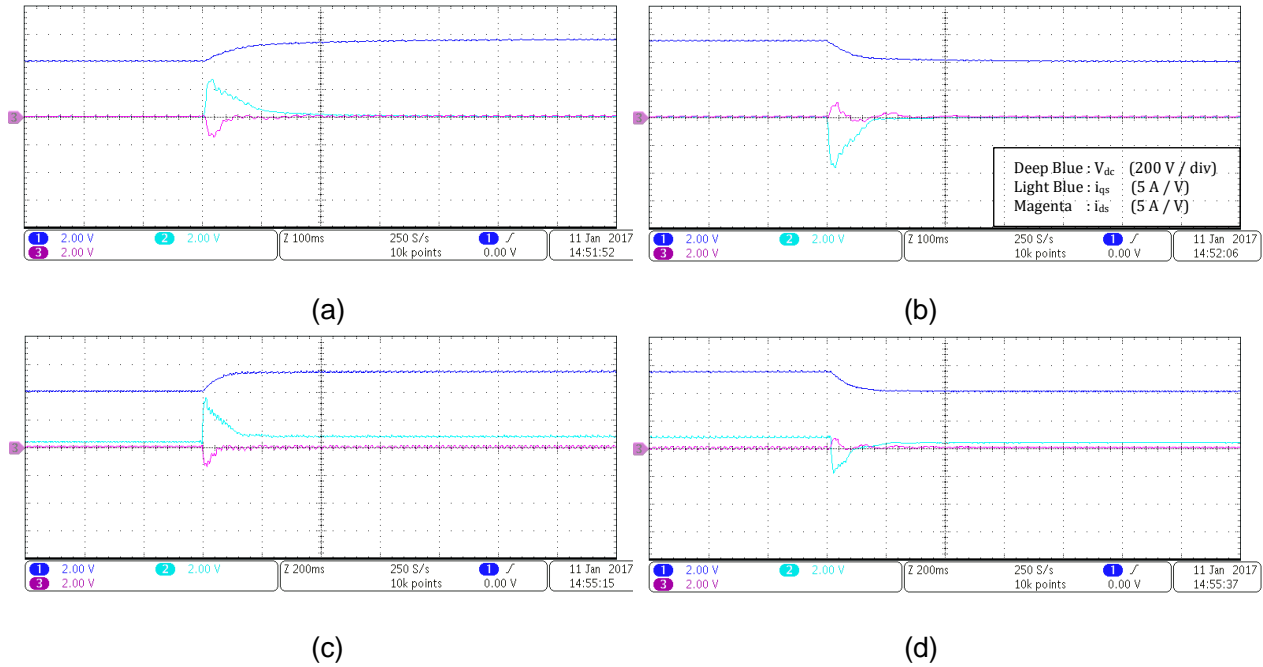 3
3
Deep Blue : Vdc (200 V / div)
Light Blue : iqs (5 A / V)
Magenta : ids (5 A / V)
1 2.00 V 2 2.00 V Z 100ms 250 S/s 1 11 Jan 2017
3 2.00 V 10k points 0.00 V 14:51:52
1 2.00 V 2 2.00 V Z 100ms 250 S/s 1 11 Jan 2017
3 2.00 V 10k points 0.00 V 14:52:06
(a)
(b)
3
3
1 2.00 V 2 2.00 V Z 200ms 250 S/s 1 11 Jan 2017
3 2.00 V 10k points 0.00 V 14:55:15
1 2.00 V 2 2.00 V Z 200ms 250 S/s 1 11 Jan 2017
3 2.00 V 10k points 0.00 V 14:55:37
(c)
(d)